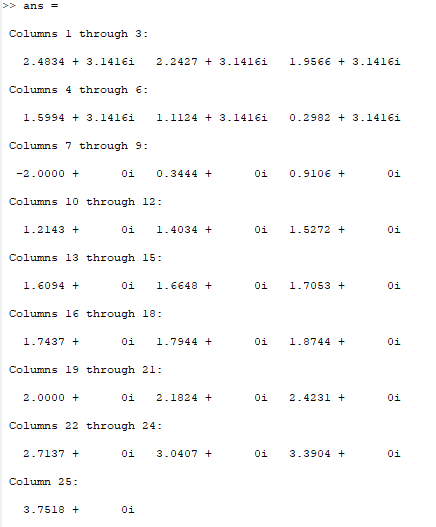 >> ans =
Columns 1 through 3:
2.4834 + 3.1416i 2.2427 + 3.1416i 1.9566 + 3.1416i
Columns 4 through 6:
1.5994 + 3.1416i 1.1124 + 3.1416i 0.2982 + 3.1416i
Columns 7 through 9:
-2.0000 + 0i 0.3444 + 0i 0.9106 + 0i
Columns 10 through 12:
1.2143 + 0i 1.4034 + 0i 1.5272 + 0i
Columns 13 through 15:
1.6094 + 0i 1.6648 + 0i 1.7053 + 0i
Columns 16 through 18:
1.7437 + 0i 1.7944 + 0i 1.8744 + 0i
Columns 19 through 21:
2.0000 + 0i 2.1824 + 0i 2.4231 + 0i
Columns 22 through 24:
2.7137 + 0i 3.0407 + 0i 3.3904 + 0i
Column 25:
3.7518 + 0i